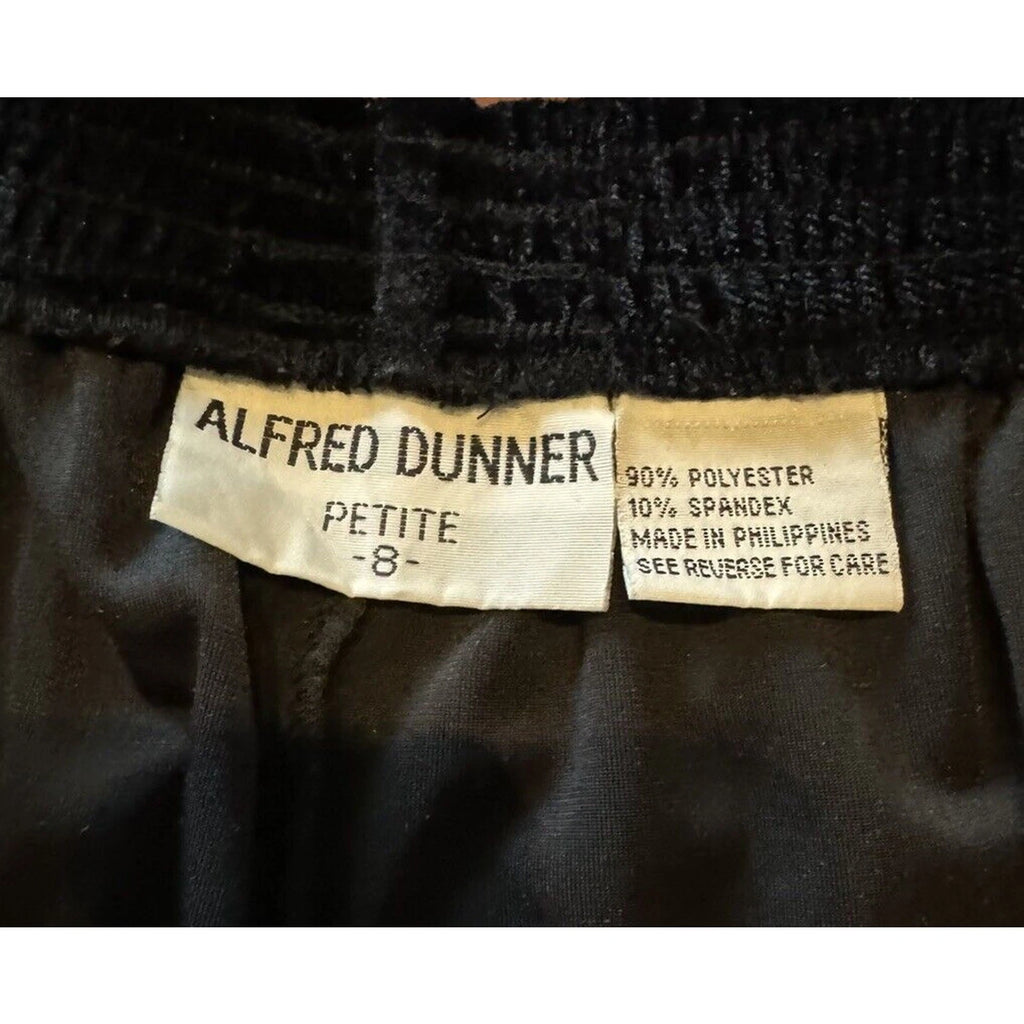 ALFRED DUNNER
PETITE
-8-
90% POLYESTER
10% SPANDEX
MADE IN PHILIPPINES
SEE REVERSE FOR CARE